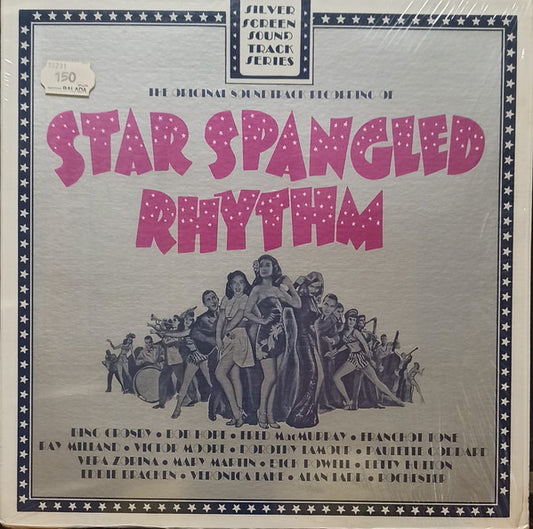 SILVER
SCREEN
SOUND
TRACK
SERIES
150
BALADA
THE ORIGINAL SOUNDTRACK RECORDING OF
STAR SPANGLED
RHYTHM
BING CROSBY • BOB HOPE • FRED MacMURRAY • FRANCHOT TONE
RAY MILLAND • VICTOR MOORE • DOROTHY LAMOUR • PAULETTE GODDARD
VERA ZORINA • MARY MARTIN • DICK POWELL • BETTY HUTTON
EDDIE BRACKEN • VERONICA LAKE • ALAN LADD • ROCHESTER